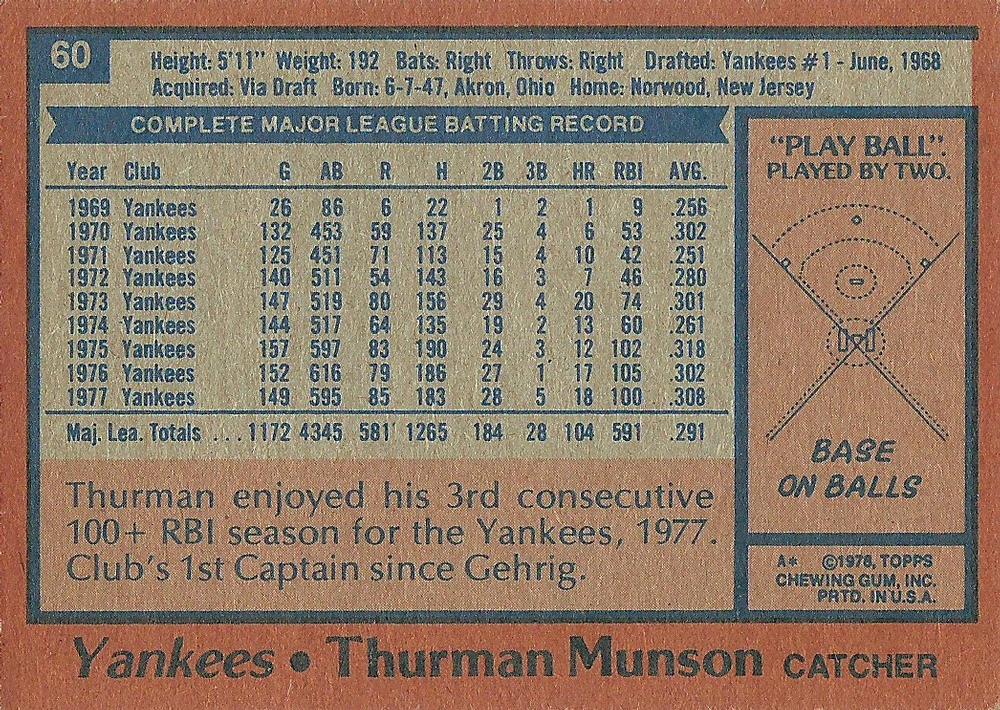 60
Height: 5'11" Weight: 192 Bats: Right Throws: Right Drafted: Yankees #1 - June, 1968
Acquired: Via Draft Born: 6-7-47, Akron, Ohio Home: Norwood, New Jersey
COMPLETE MAJOR LEAGUE BATTING RECORD
Year Club G AB R H 2B 3B HR RBI AVG.
1969 Yankees 26 86 6 22 1 2 1 9 .256
1970 Yankees 132 453 59 137 25 4 6 53 .302
1971 Yankees 125 451 71 113 15 4 10 42 .251
1972 Yankees 140 511 54 143 16 3 7 46 .280
1973 Yankees 147 519 80 156 29 4 20 74 .301
1974 Yankees 144 517 64 135 19 2 13 60 .261
1975 Yankees 157 597 83 190 24 3 12 102 .318
1976 Yankees 152 616 79 186 27 1 17 105 .302
1977 Yankees 149 595 85 183 28 5 18 100 .308
Maj. Lea. Totals ... 1172 4345 581 1265 184 28 104 591 .291
Thurman enjoyed his 3rd consecutive
100+ RBI season for the Yankees, 1977.
Club's 1st Captain since Gehrig.
"PLAY BALL".
PLAYED BY TWO.
BASE
ON BALLS
A* ©1978, TOPPS
CHEWING GUM, INC.
PRTD. IN U.S.A.
Yankees • Thurman Munson CATCHER